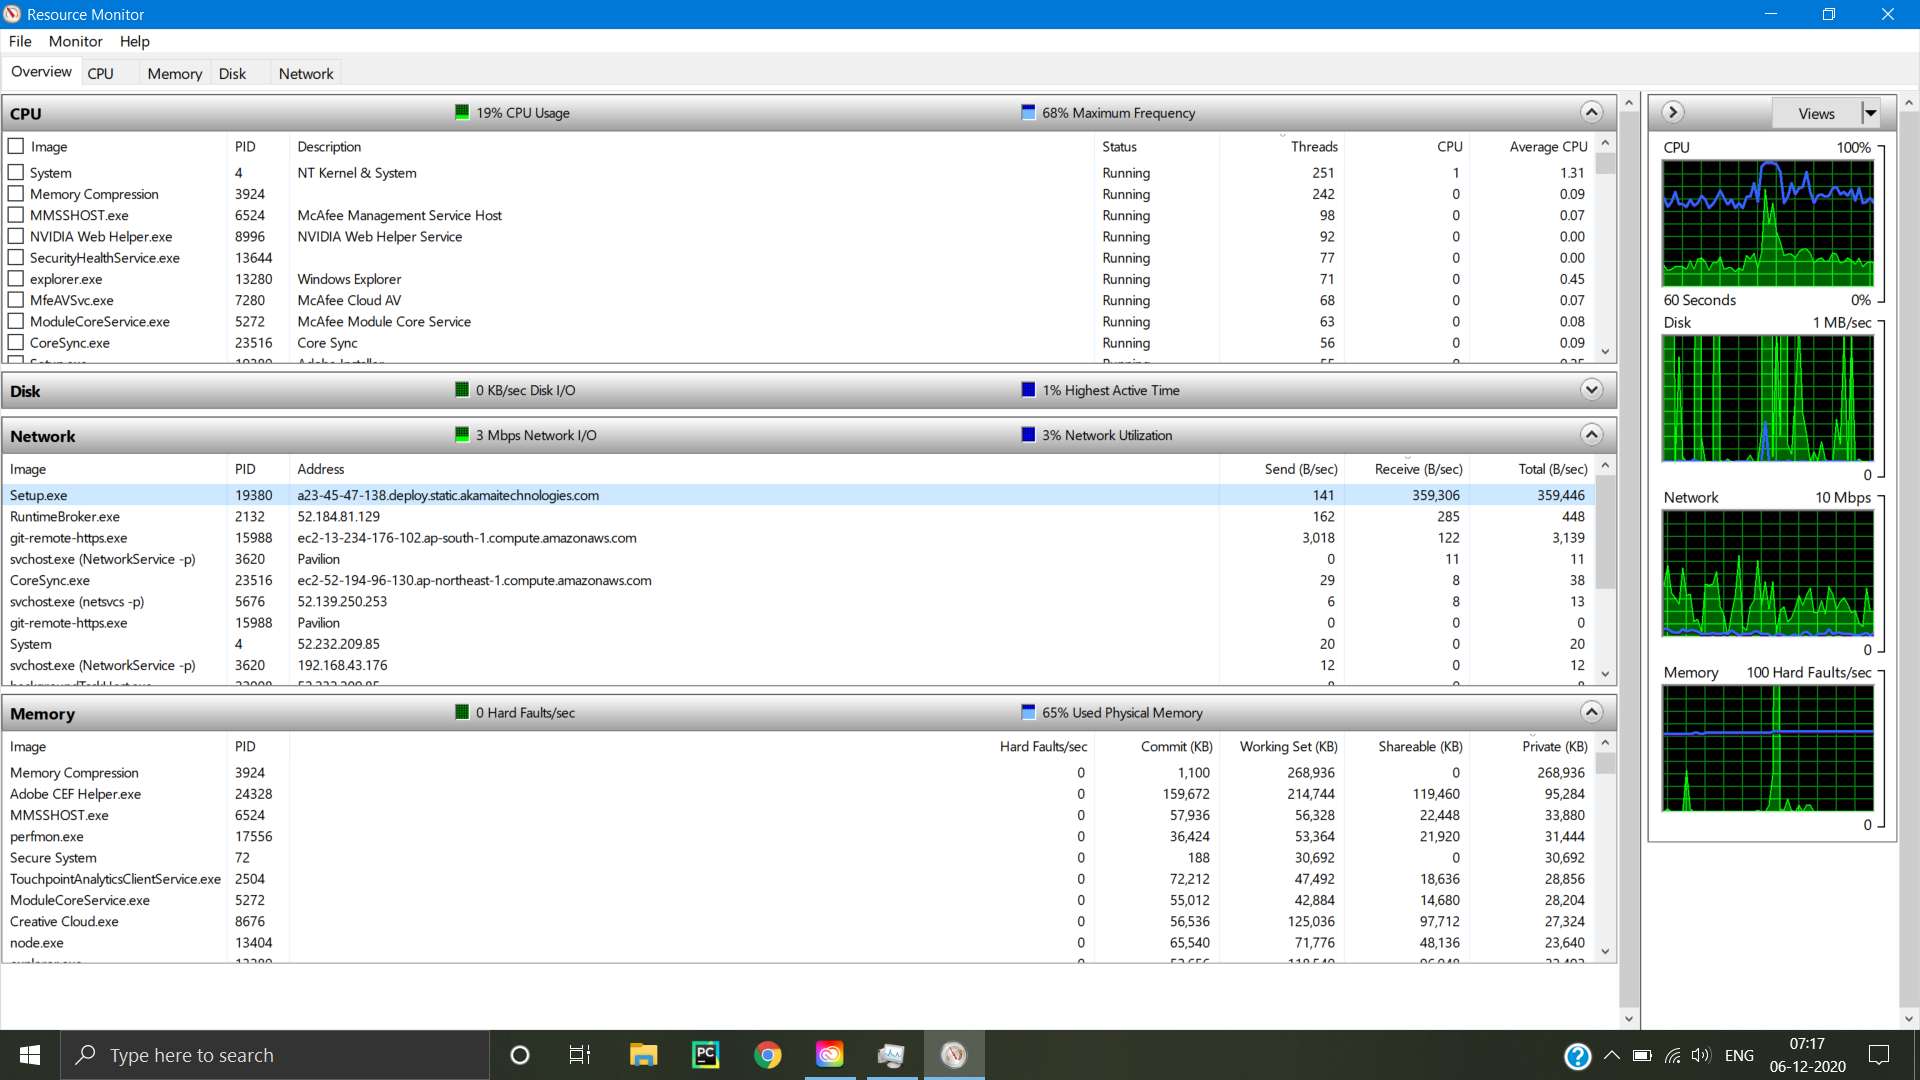 Resource Monitor
File Monitor Help
Overview CPU Memory Disk Network
CPU 19% CPU Usage 68% Maximum Frequency
Image PID Description Status Threads CPU Average CPU
System 4 NT Kernel & System Running 251 1 1.31
Memory Compression 3924 Running 242 0 0.09
MMSSHOST.exe 6524 McAfee Management Service Host Running 98 0 0.07
NVIDIA Web Helper.exe 8996 NVIDIA Web Helper Service Running 92 0 0.00
SecurityHealthService.exe 13644 Running 77 0 0.00
explorer.exe 13280 Windows Explorer Running 71 0 0.45
MfeAVSvc.exe 7280 McAfee Cloud AV Running 68 0 0.07
ModuleCoreService.exe 5272 McAfee Module Core Service Running 63 0 0.08
CoreSync.exe 23516 Core Sync Running 56 0 0.09
Disk 0 KB/sec Disk I/O 1% Highest Active Time
Network 3 Mbps Network I/O 3% Network Utilization
Image PID Address Send (B/sec) Receive (B/sec) Total (B/sec)
Setup.exe 19380 a23-45-47-138.deploy.static.akamaitechnologies.com 141 359,306 359,446
RuntimeBroker.exe 2132 52.184.81.129 162 285 448
git-remote-https.exe 15988 ec2-13-234-176-102.ap-south-1.compute.amazonaws.com 3,018 122 3,139
svchost.exe (NetworkService -p) 3620 Pavilion 0 11 11
CoreSync.exe 23516 ec2-52-194-96-130.ap-northeast-1.compute.amazonaws.com 29 8 38
svchost.exe (netsvcs -p) 5676 52.139.250.253 6 8 13
git-remote-https.exe 15988 Pavilion 0 0 0
System 4 52.232.209.85 20 0 20
svchost.exe (NetworkService -p) 3620 192.168.43.176 12 0 12
Memory 0 Hard Faults/sec 65% Used Physical Memory
Image PID Hard Faults/sec Commit (KB) Working Set (KB) Shareable (KB) Private (KB)
Memory Compression 3924 0 1,100 268,936 0 268,936
Adobe CEF Helper.exe 24328 0 159,672 214,744 119,460 95,284
MMSSHOST.exe 6524 0 57,936 56,328 22,448 33,880
perfmon.exe 17556 0 36,424 53,364 21,920 31,444
Secure System 72 0 188 30,692 0 30,692
TouchpointAnalyticsClientService.exe 2504 0 72,212 47,492 18,636 28,856
ModuleCoreService.exe 5272 0 55,012 42,884 14,680 28,204
Creative Cloud.exe 8676 0 56,536 125,036 97,712 27,324
node.exe 13404 0 65,540 71,776 48,136 23,640
Views
CPU 100%
60 Seconds 0%
Disk 1 MB/sec
0
Network 10 Mbps
0
Memory 100 Hard Faults/sec
0
Type here to search
PC
ENG
07:17
06-12-2020